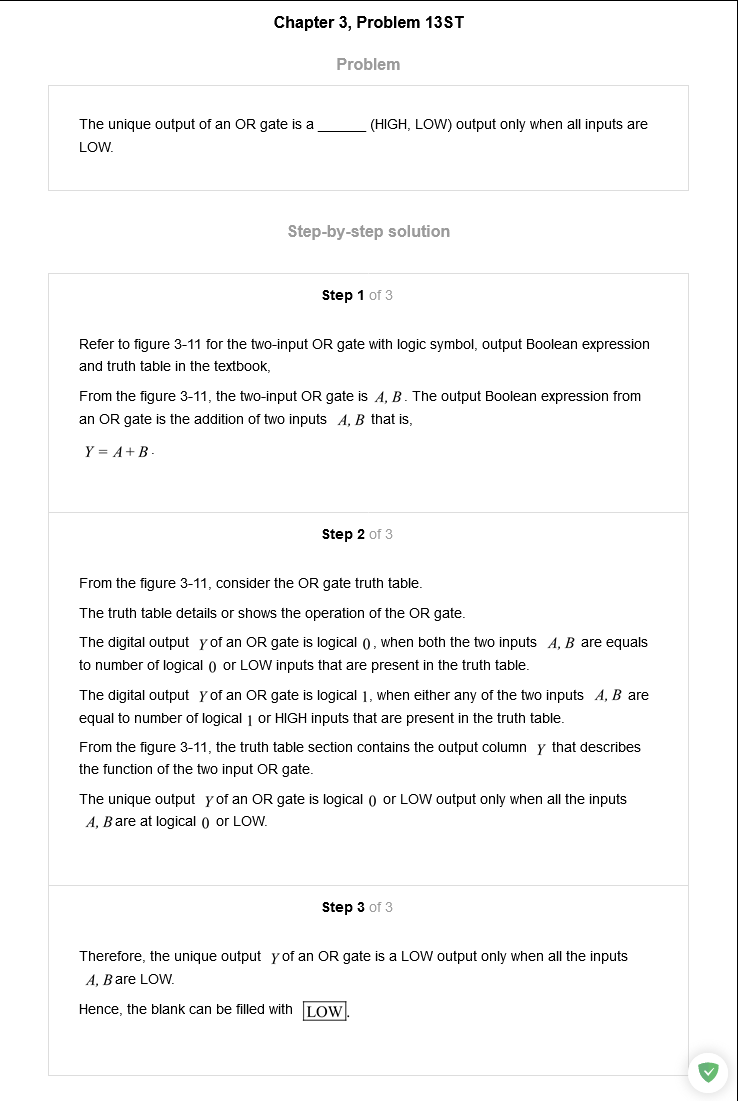 Chapter 3, Problem 13ST
Problem
The unique output of an OR gate is a ______ (HIGH, LOW) output only when all inputs are
LOW.
Step-by-step solution
Step 1 of 3
Refer to figure 3-11 for the two-input OR gate with logic symbol, output Boolean expression
and truth table in the textbook,
From the figure 3-11, the two-input OR gate is A, B. The output Boolean expression from
an OR gate is the addition of two inputs A, B that is,
Y = A + B.
Step 2 of 3
From the figure 3-11, consider the OR gate truth table.
The truth table details or shows the operation of the OR gate.
The digital output Y of an OR gate is logical 0, when both the two inputs A, B are equals
to number of logical 0 or LOW inputs that are present in the truth table.
The digital output Y of an OR gate is logical 1, when either any of the two inputs A, B are
equal to number of logical 1 or HIGH inputs that are present in the truth table.
From the figure 3-11, the truth table section contains the output column Y that describes
the function of the two input OR gate.
The unique output Y of an OR gate is logical 0 or LOW output only when all the inputs
A, B are at logical 0 or LOW.
Step 3 of 3
Therefore, the unique output Y of an OR gate is a LOW output only when all the inputs
A, B are LOW.
Hence, the blank can be filled with LOW.